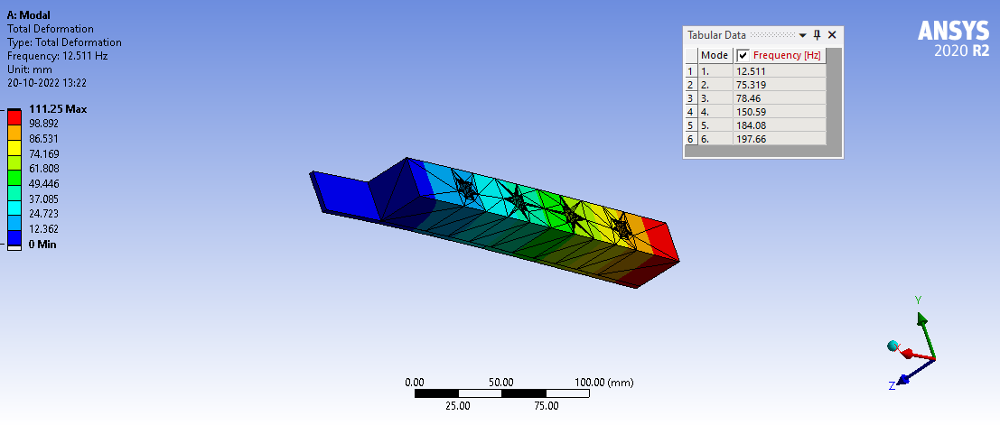 A: Modal
Total Deformation
Type: Total Deformation
Frequency: 12.511 Hz
Unit: mm
20-10-2022 13:22
111.25 Max
98.892
86.531
74.169
61.808
49.446
37.085
24.723
12.362
0 Min
Tabular Data
Mode Frequency [Hz]
1 1. 12.511
2 2. 75.319
3 3. 78.46
4 4. 150.59
5 5. 184.08
6 6. 197.66
ANSYS
2020 R2
0.00 50.00 100.00 (mm)
25.00 75.00
Y
X
Z